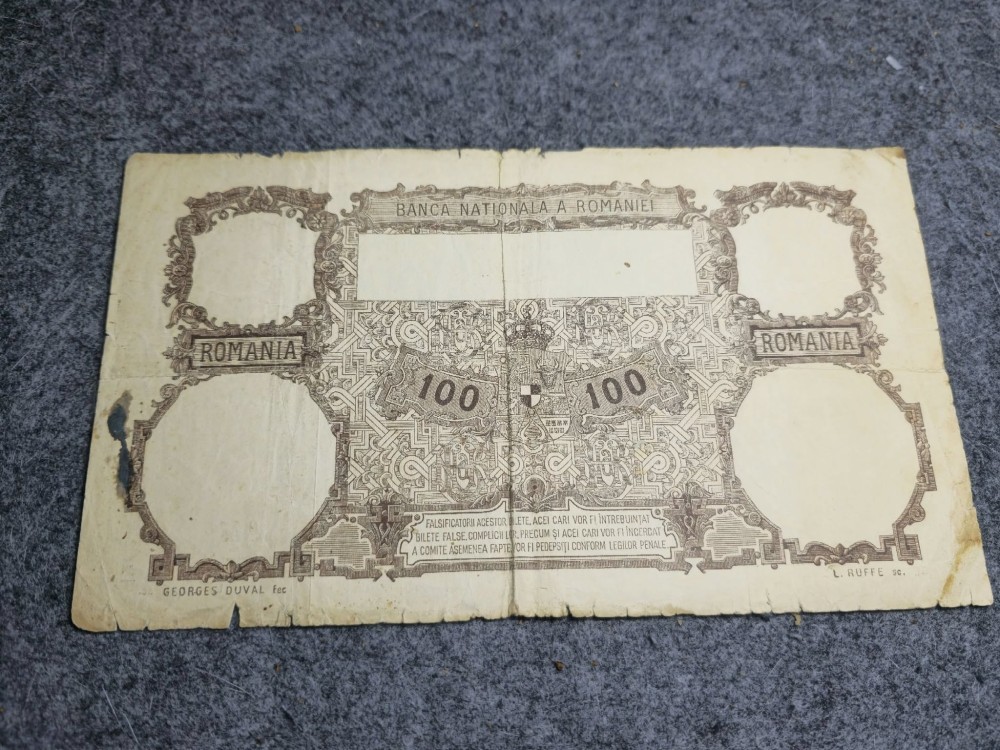 BANCA NATIONALA A ROMANIEI
ROMANIA
ROMANIA
100
100
FALSIFICATORII ACESTOR BILETE, ACEI CARI VOR FI ÎNTREBUINȚAT
BILETE FALSE, COMPLICII LOR, PRECUM ȘI ACEI CARI VOR FI ÎNCERCAT
A COMITE ASEMENEA FAPTE VOR FI PEDEPSIȚI CONFORM LEGILOR PENALE
GEORGES DUVAL fec
L. RUFFE sc.